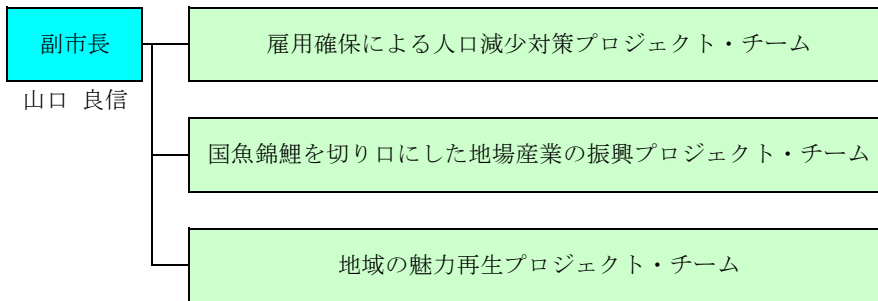 副市長
山口 良信
雇用確保による人口減少対策プロジェクト・チーム
国魚錦鯉を切り口にした地場産業の振興プロジェクト・チーム
地域の魅力再生プロジェクト・チーム